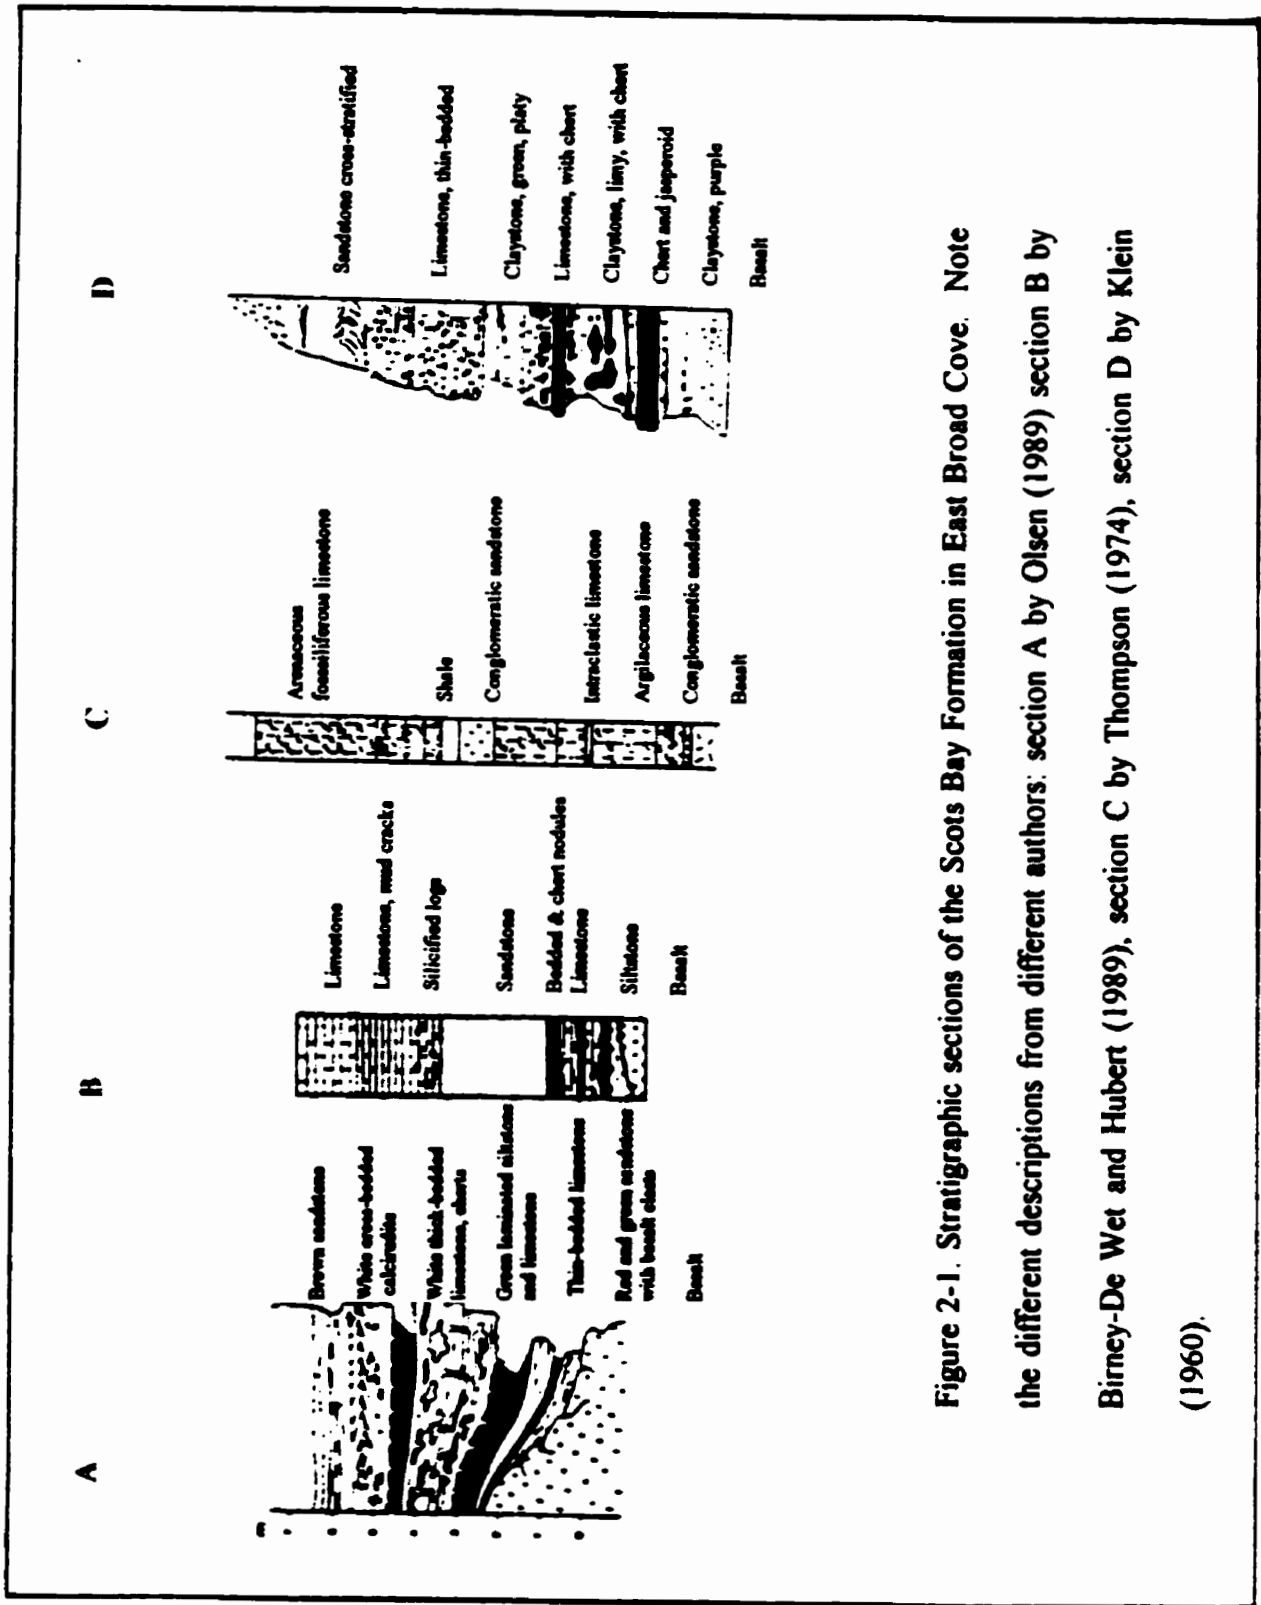 A
B
C
D
m
Brown sandstone
White cross-bedded
calcirudite
White thick-bedded
limestone, cherts
Green laminated siltstone
and limestone
Thin-bedded limestone
Red and green sandstone
with basalt clasts
Basalt
Limestone
Limestone, mud cracks
Silicified logs
Sandstone
Bedded & chert nodules
Limestone
Siltstone
Basalt
Arenaceous
fossiliferous limestone
Shale
Conglomeratic sandstone
Intraclastic limestone
Argilaceous limestone
Conglomeratic sandstone
Basalt
Sandstone cross-stratified
Limestone, thin-bedded
Claystone, green, platy
Limestone, with chert
Claystone, limy, with chert
Chert and jasperoid
Claystone, purple
Basalt
Figure 2-1. Stratigraphic sections of the Scots Bay Formation in East Broad Cove. Note
the different descriptions from different authors: section A by Olsen (1989) section B by
Birney-De Wet and Hubert (1989), section C by Thompson (1974), section D by Klein
(1960).